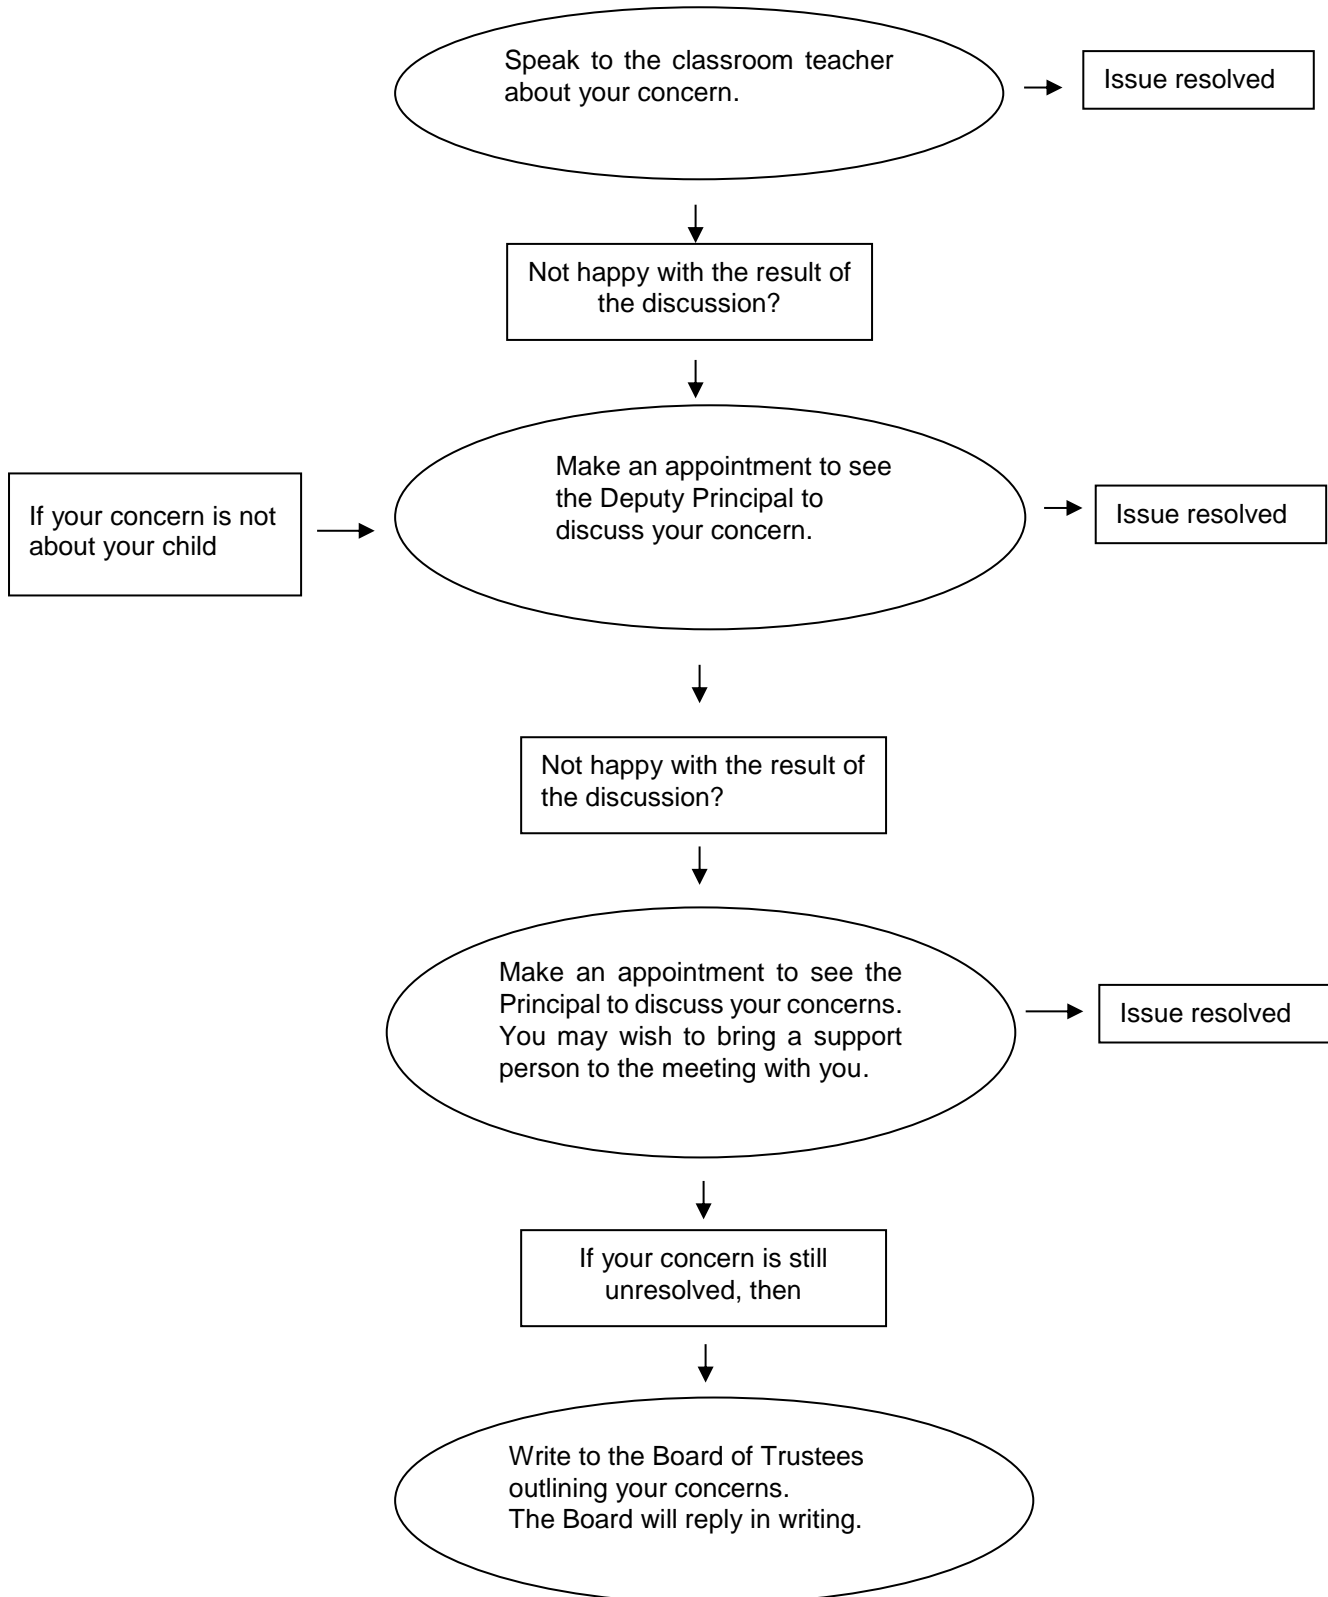 Speak to the classroom teacher
about your concern.
Issue resolved
Not happy with the result of
the discussion?
If your concern is not
about your child
Make an appointment to see
the Deputy Principal to
discuss your concern.
Issue resolved
Not happy with the result of
the discussion?
Make an appointment to see the
Principal to discuss your concerns.
You may wish to bring a support
person to the meeting with you.
Issue resolved
If your concern is still
unresolved, then
Write to the Board of Trustees
outlining your concerns.
The Board will reply in writing.